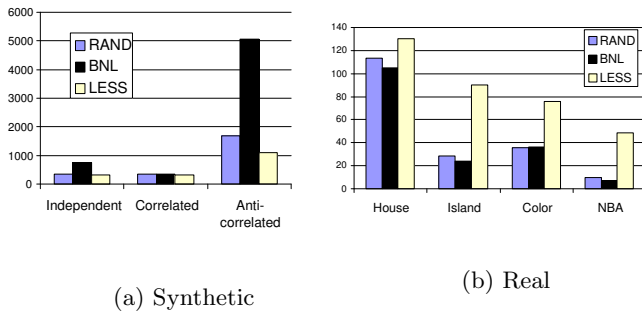 6000
5000
4000
3000
2000
1000
0
RAND
BNL
LESS
Independent
Correlated
Anti-
correlated
(a) Synthetic
140
120
100
80
60
40
20
0
RAND
BNL
LESS
House
Island
Color
NBA
(b) Real